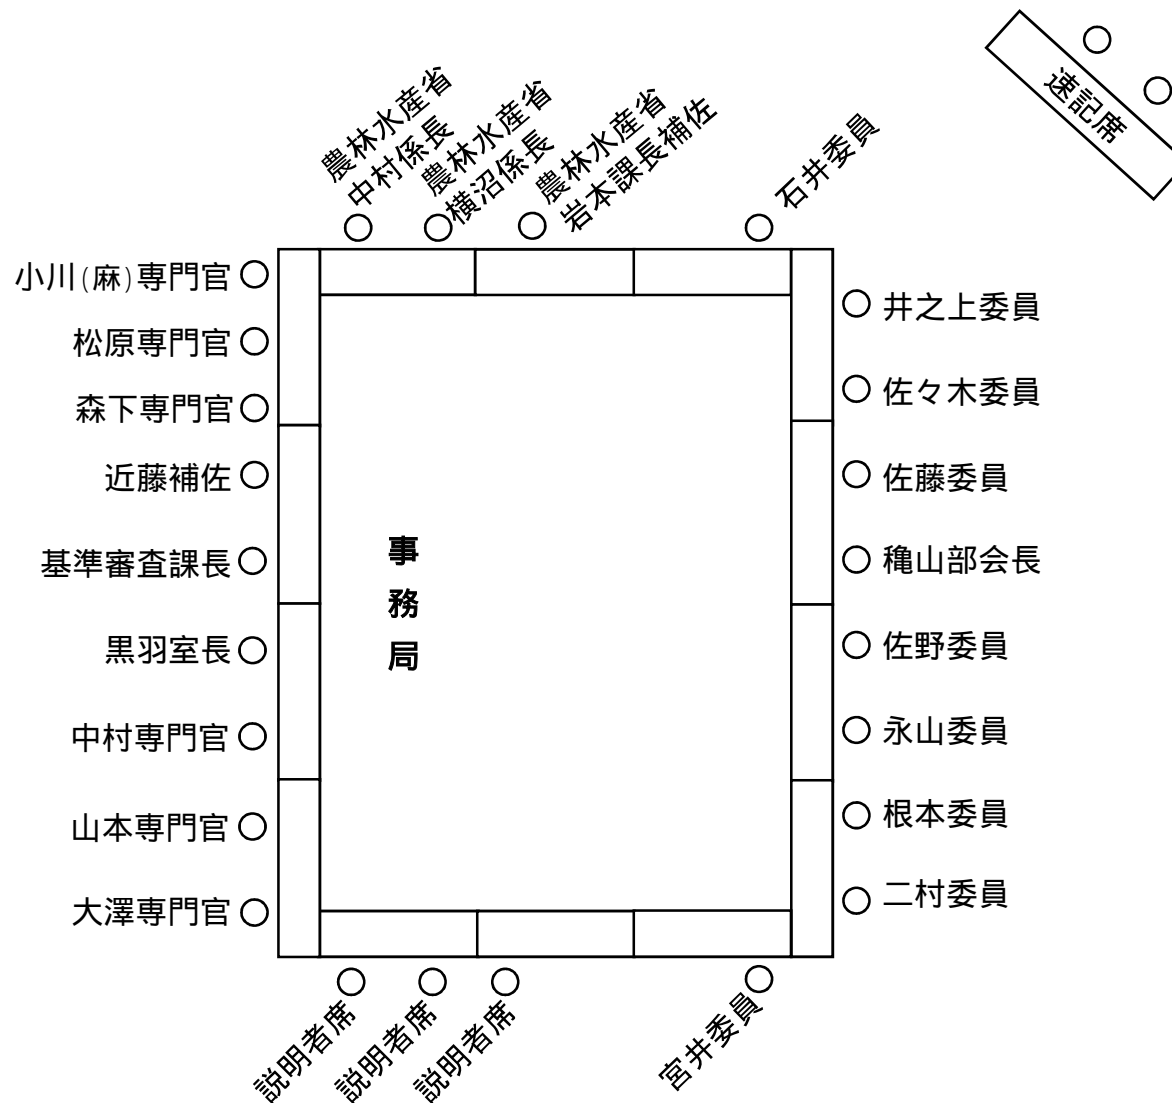 速記席
農林水産省
中村係長
農林水産省
横沼係長
農林水産省
岩本課長補佐
石井委員
小川(麻)専門官
松原専門官
森下専門官
近藤補佐
基準審査課長
黒羽室長
中村専門官
山本専門官
大澤専門官
事務局
井之上委員
佐々木委員
佐藤委員
穐山部会長
佐野委員
永山委員
根本委員
二村委員
説明者席
説明者席
説明者席
宮井委員